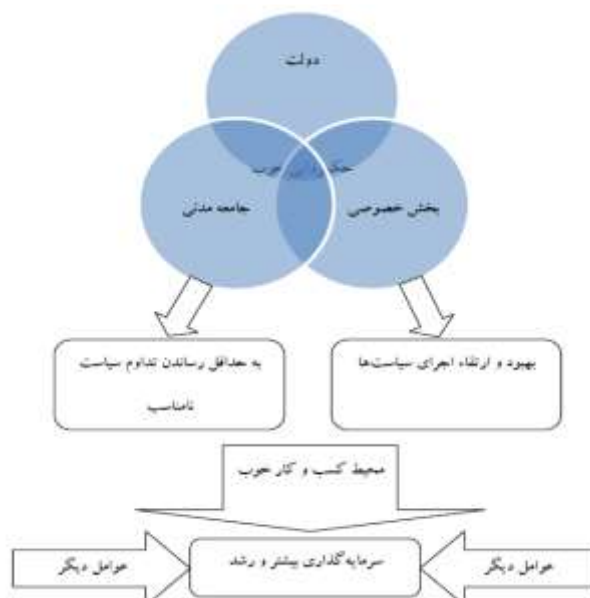 دولت
حکمرانی خوب
جامعه مدنی
بخش خصوصی
بهبود و ارتقاء اجرای سیاست‌ها
به حداقل رساندن تداوم سیاست
نامناسب
محیط کسب و کار خوب
عوامل دیگر
سرمایه‌گذاری بیشتر و رشد
عوامل دیگر